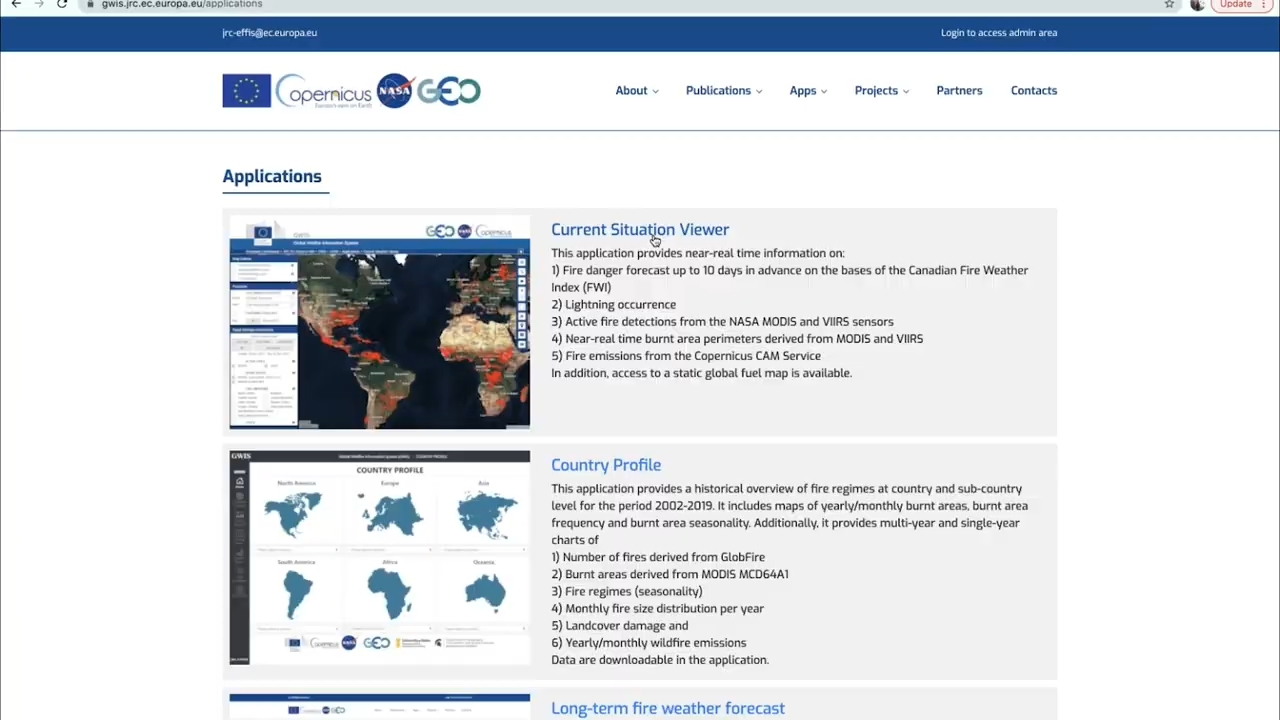 gwis.jrc.ec.europa.eu/applications
Update
jrc-effis@ec.europa.eu
Login to access admin area
opernicus
Europe's eyes on Earth
NASA
GEO
About
Publications
Apps
Projects
Partners
Contacts
Applications
Current Situation Viewer
This application provides near-real time information on:
1) Fire danger forecast up to 10 days in advance on the bases of the Canadian Fire Weather
Index (FWI)
2) Lightning occurrence
3) Active fire detections from the NASA MODIS and VIIRS sensors
4) Near-real time burnt area perimeters derived from MODIS and VIIRS
5) Fire emissions from the Copernicus CAM Service
In addition, access to a static global fuel map is available.
GWIS
COUNTRY PROFILE
North America
Europe
Asia
South America
Africa
Oceania
Country Profile
This application provides a historical overview of fire regimes at country and sub-country
level for the period 2002-2019. It includes maps of yearly/monthly burnt areas, burnt area
frequency and burnt area seasonality. Additionally, it provides multi-year and single-year
charts of
1) Number of fires derived from GlobFire
2) Burnt areas derived from MODIS MCD64A1
3) Fire regimes (seasonality)
4) Monthly fire size distribution per year
5) Landcover damage and
6) Yearly/monthly wildfire emissions
Data are downloadable in the application.
Long-term fire weather forecast